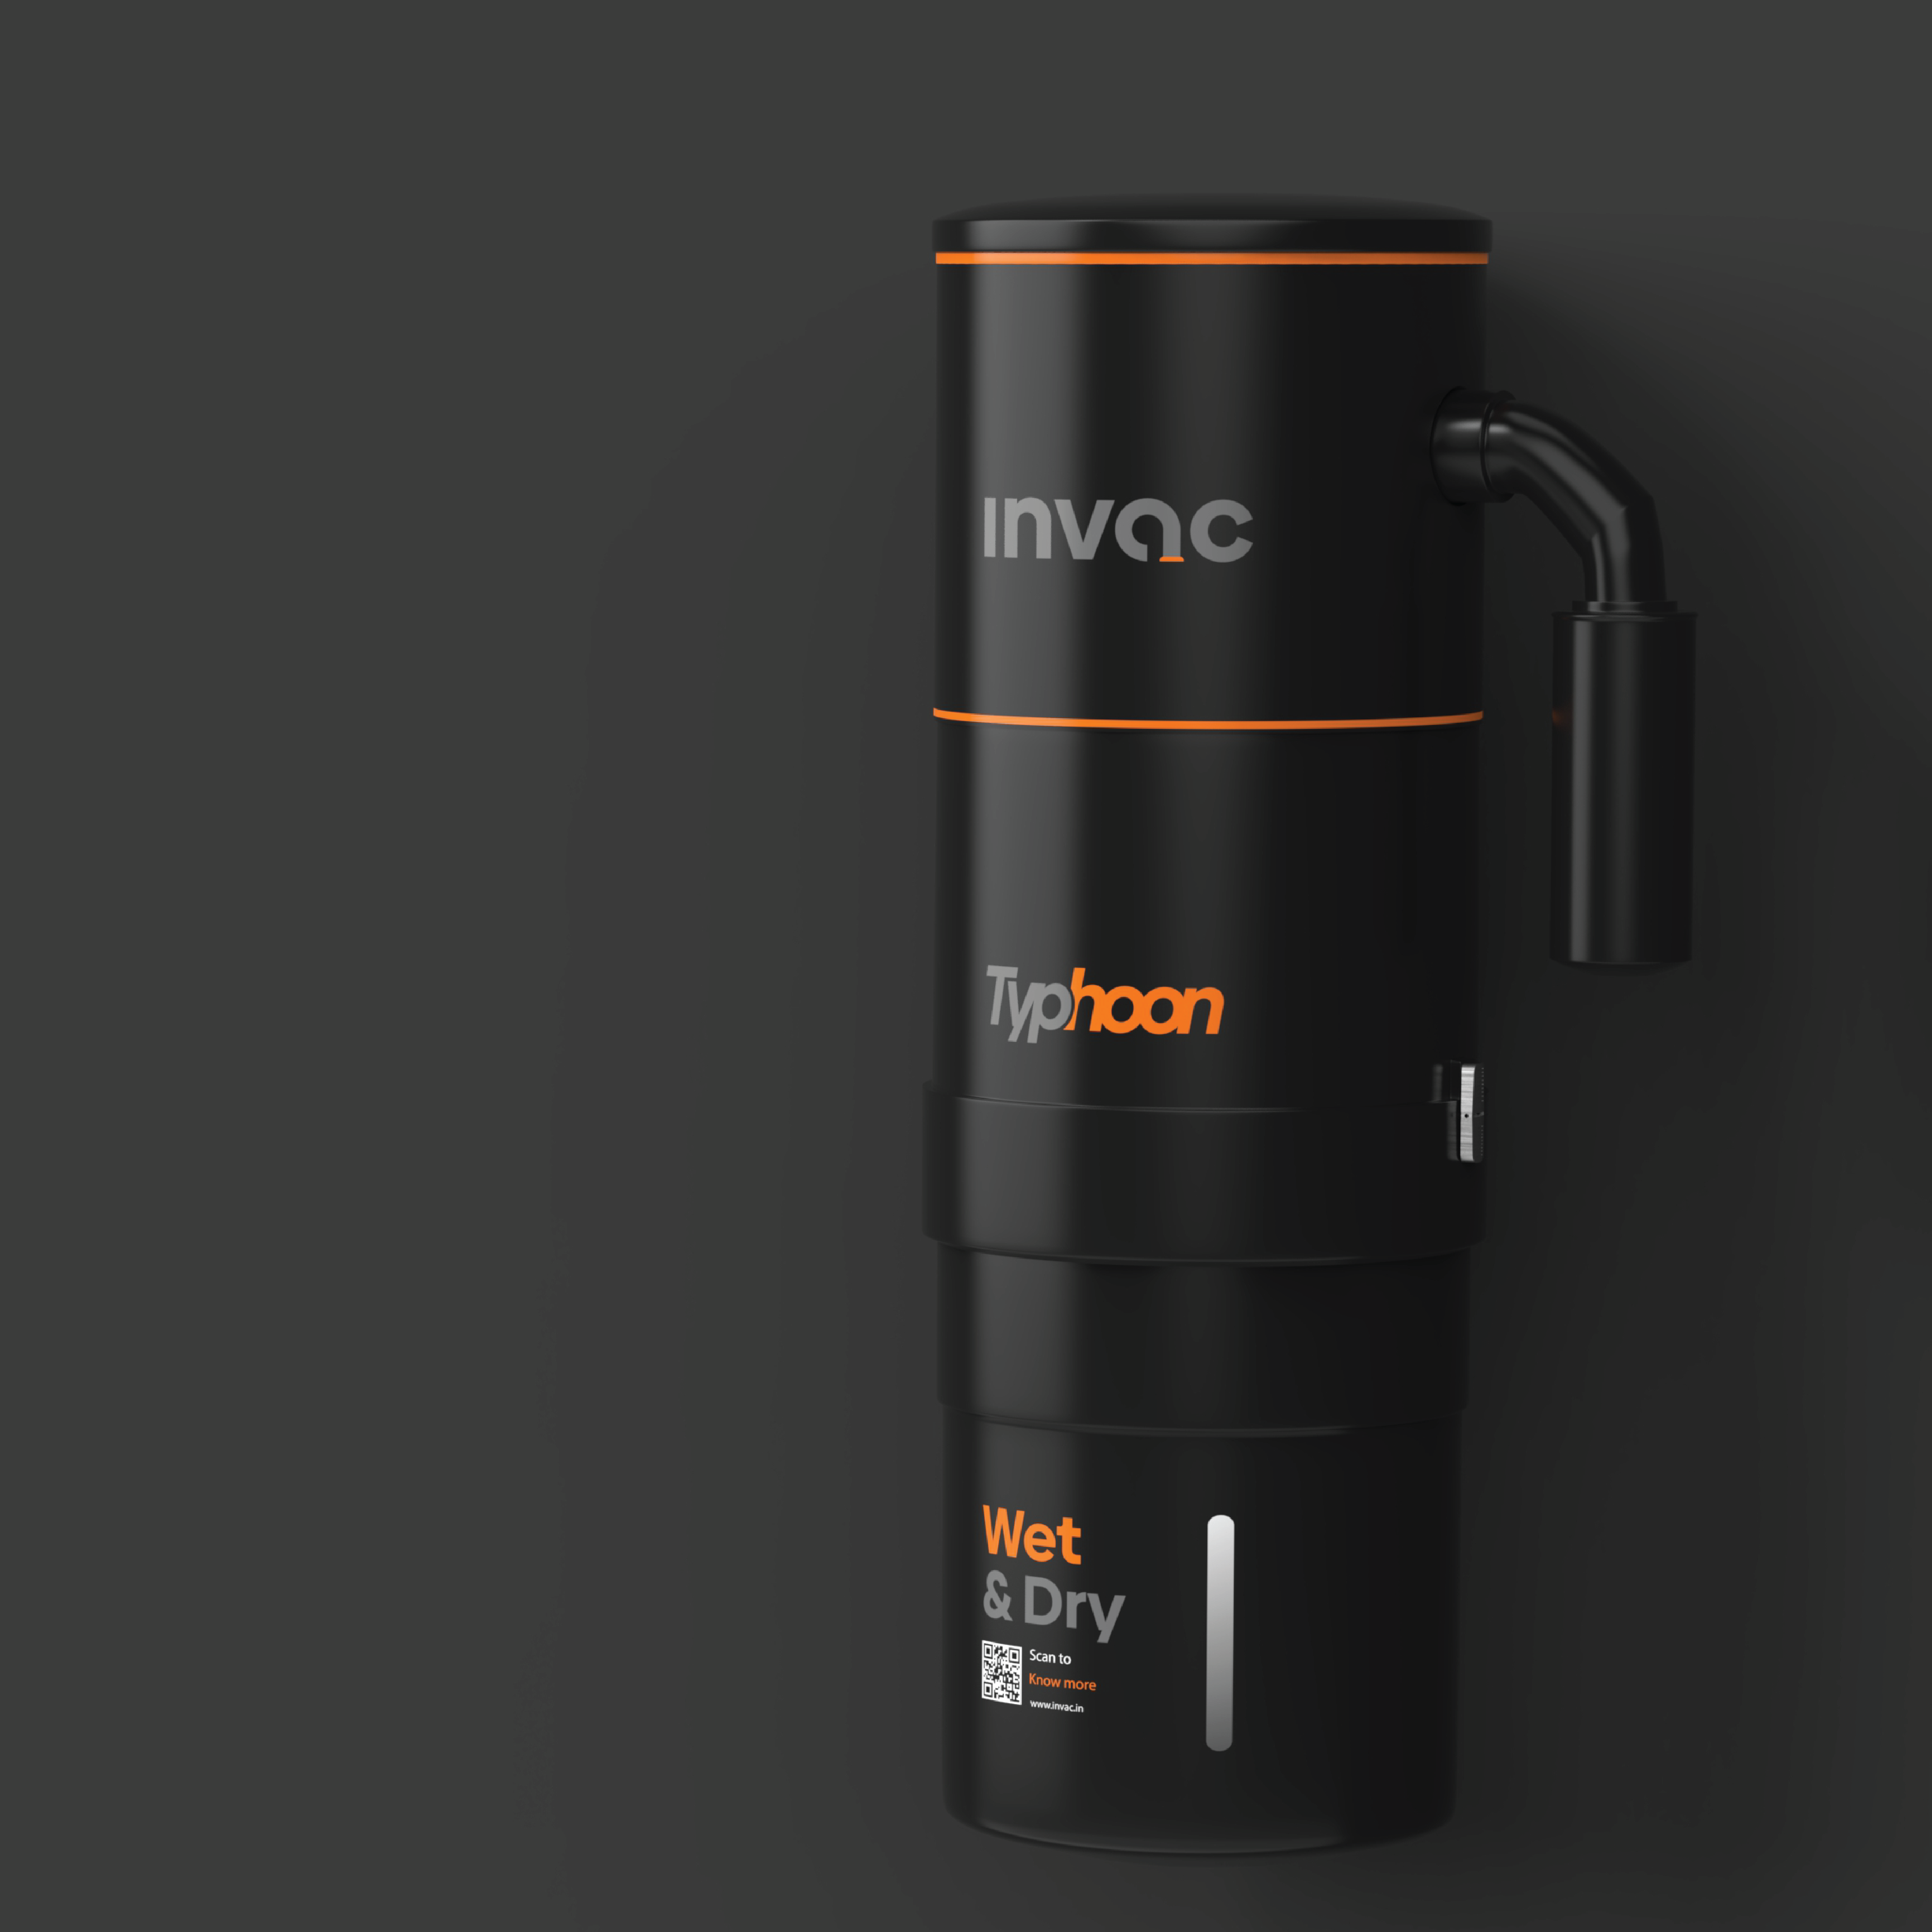 invac
Typhoon
Wet
& Dry
Scan to
Know more
www.invac.in